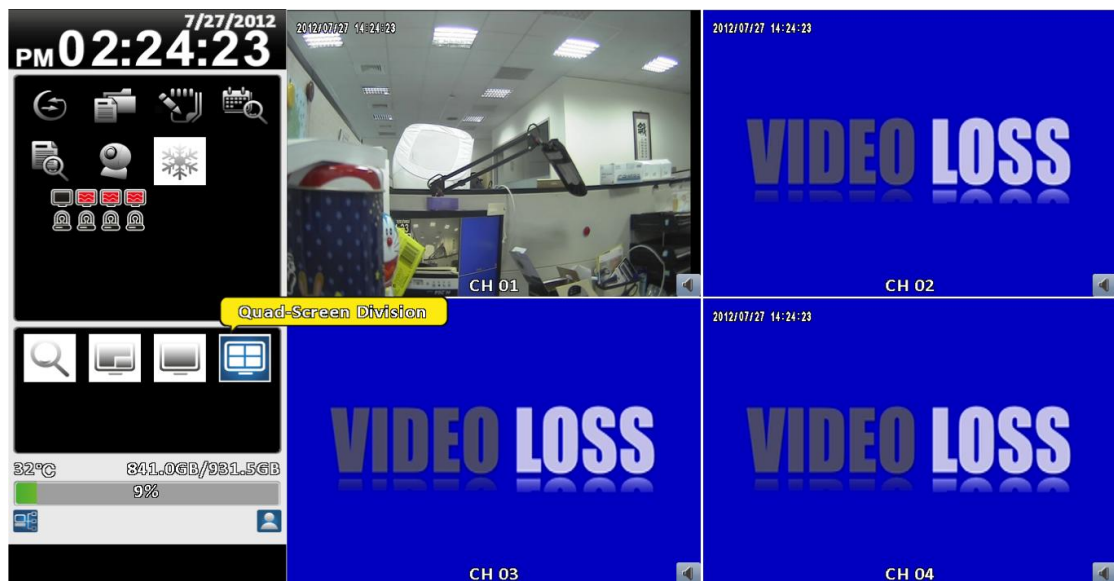 7/27/2012
PM 02:24:23
Quad-Screen Division
32°C 841.0GB/931.5GB
9%
2012/07/27 14:24:23
CH 01
2012/07/27 14:24:23
VIDEO LOSS
CH 02
VIDEO LOSS
CH 03
2012/07/27 14:24:23
VIDEO LOSS
CH 04